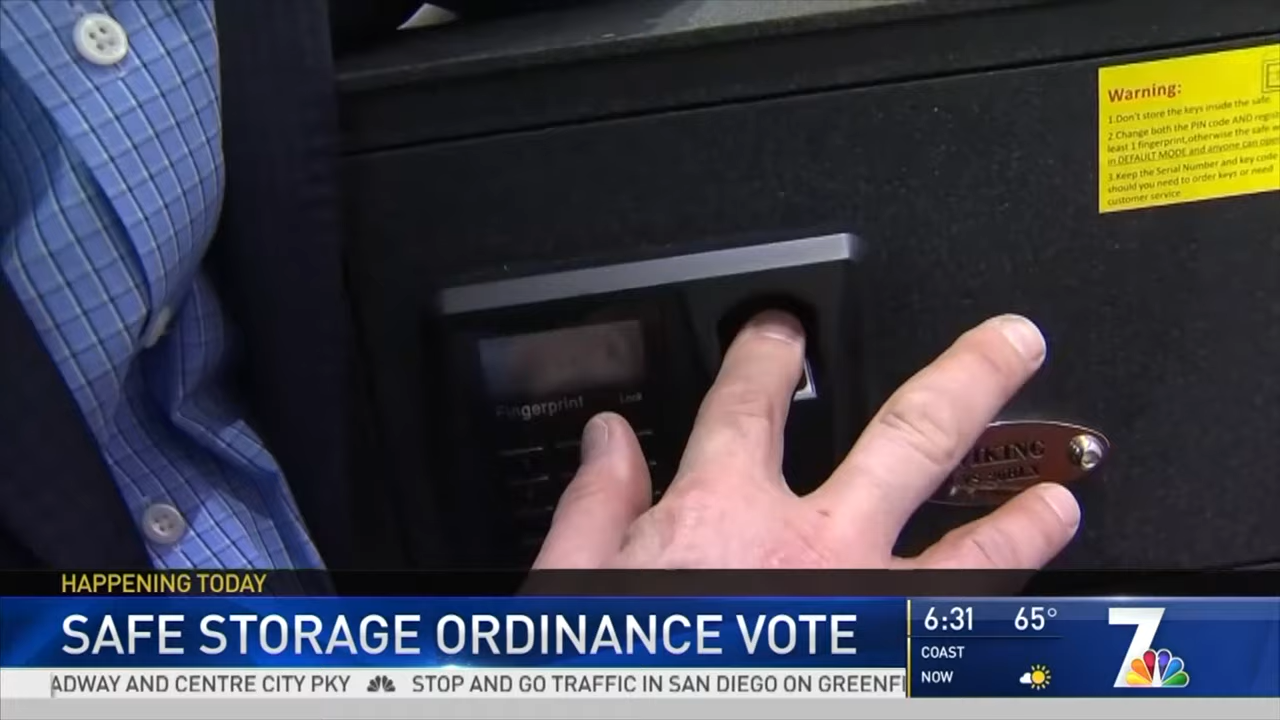 Warning:
1.Don't store the keys inside the safe.
2 Change both the PIN code AND
least 1 fingerprint,otherwise the safe
in DEFAULT MODE and anyone can open
3.Keep the Serial Number and key code
should you need to order keys or need
customer service
Fingerprint Lock
VIKING
HAPPENING TODAY
SAFE STORAGE ORDINANCE VOTE
6:31 65°
COAST
NOW
7
ADWAY AND CENTRE CITY PKY STOP AND GO TRAFFIC IN SAN DIEGO ON GREENF